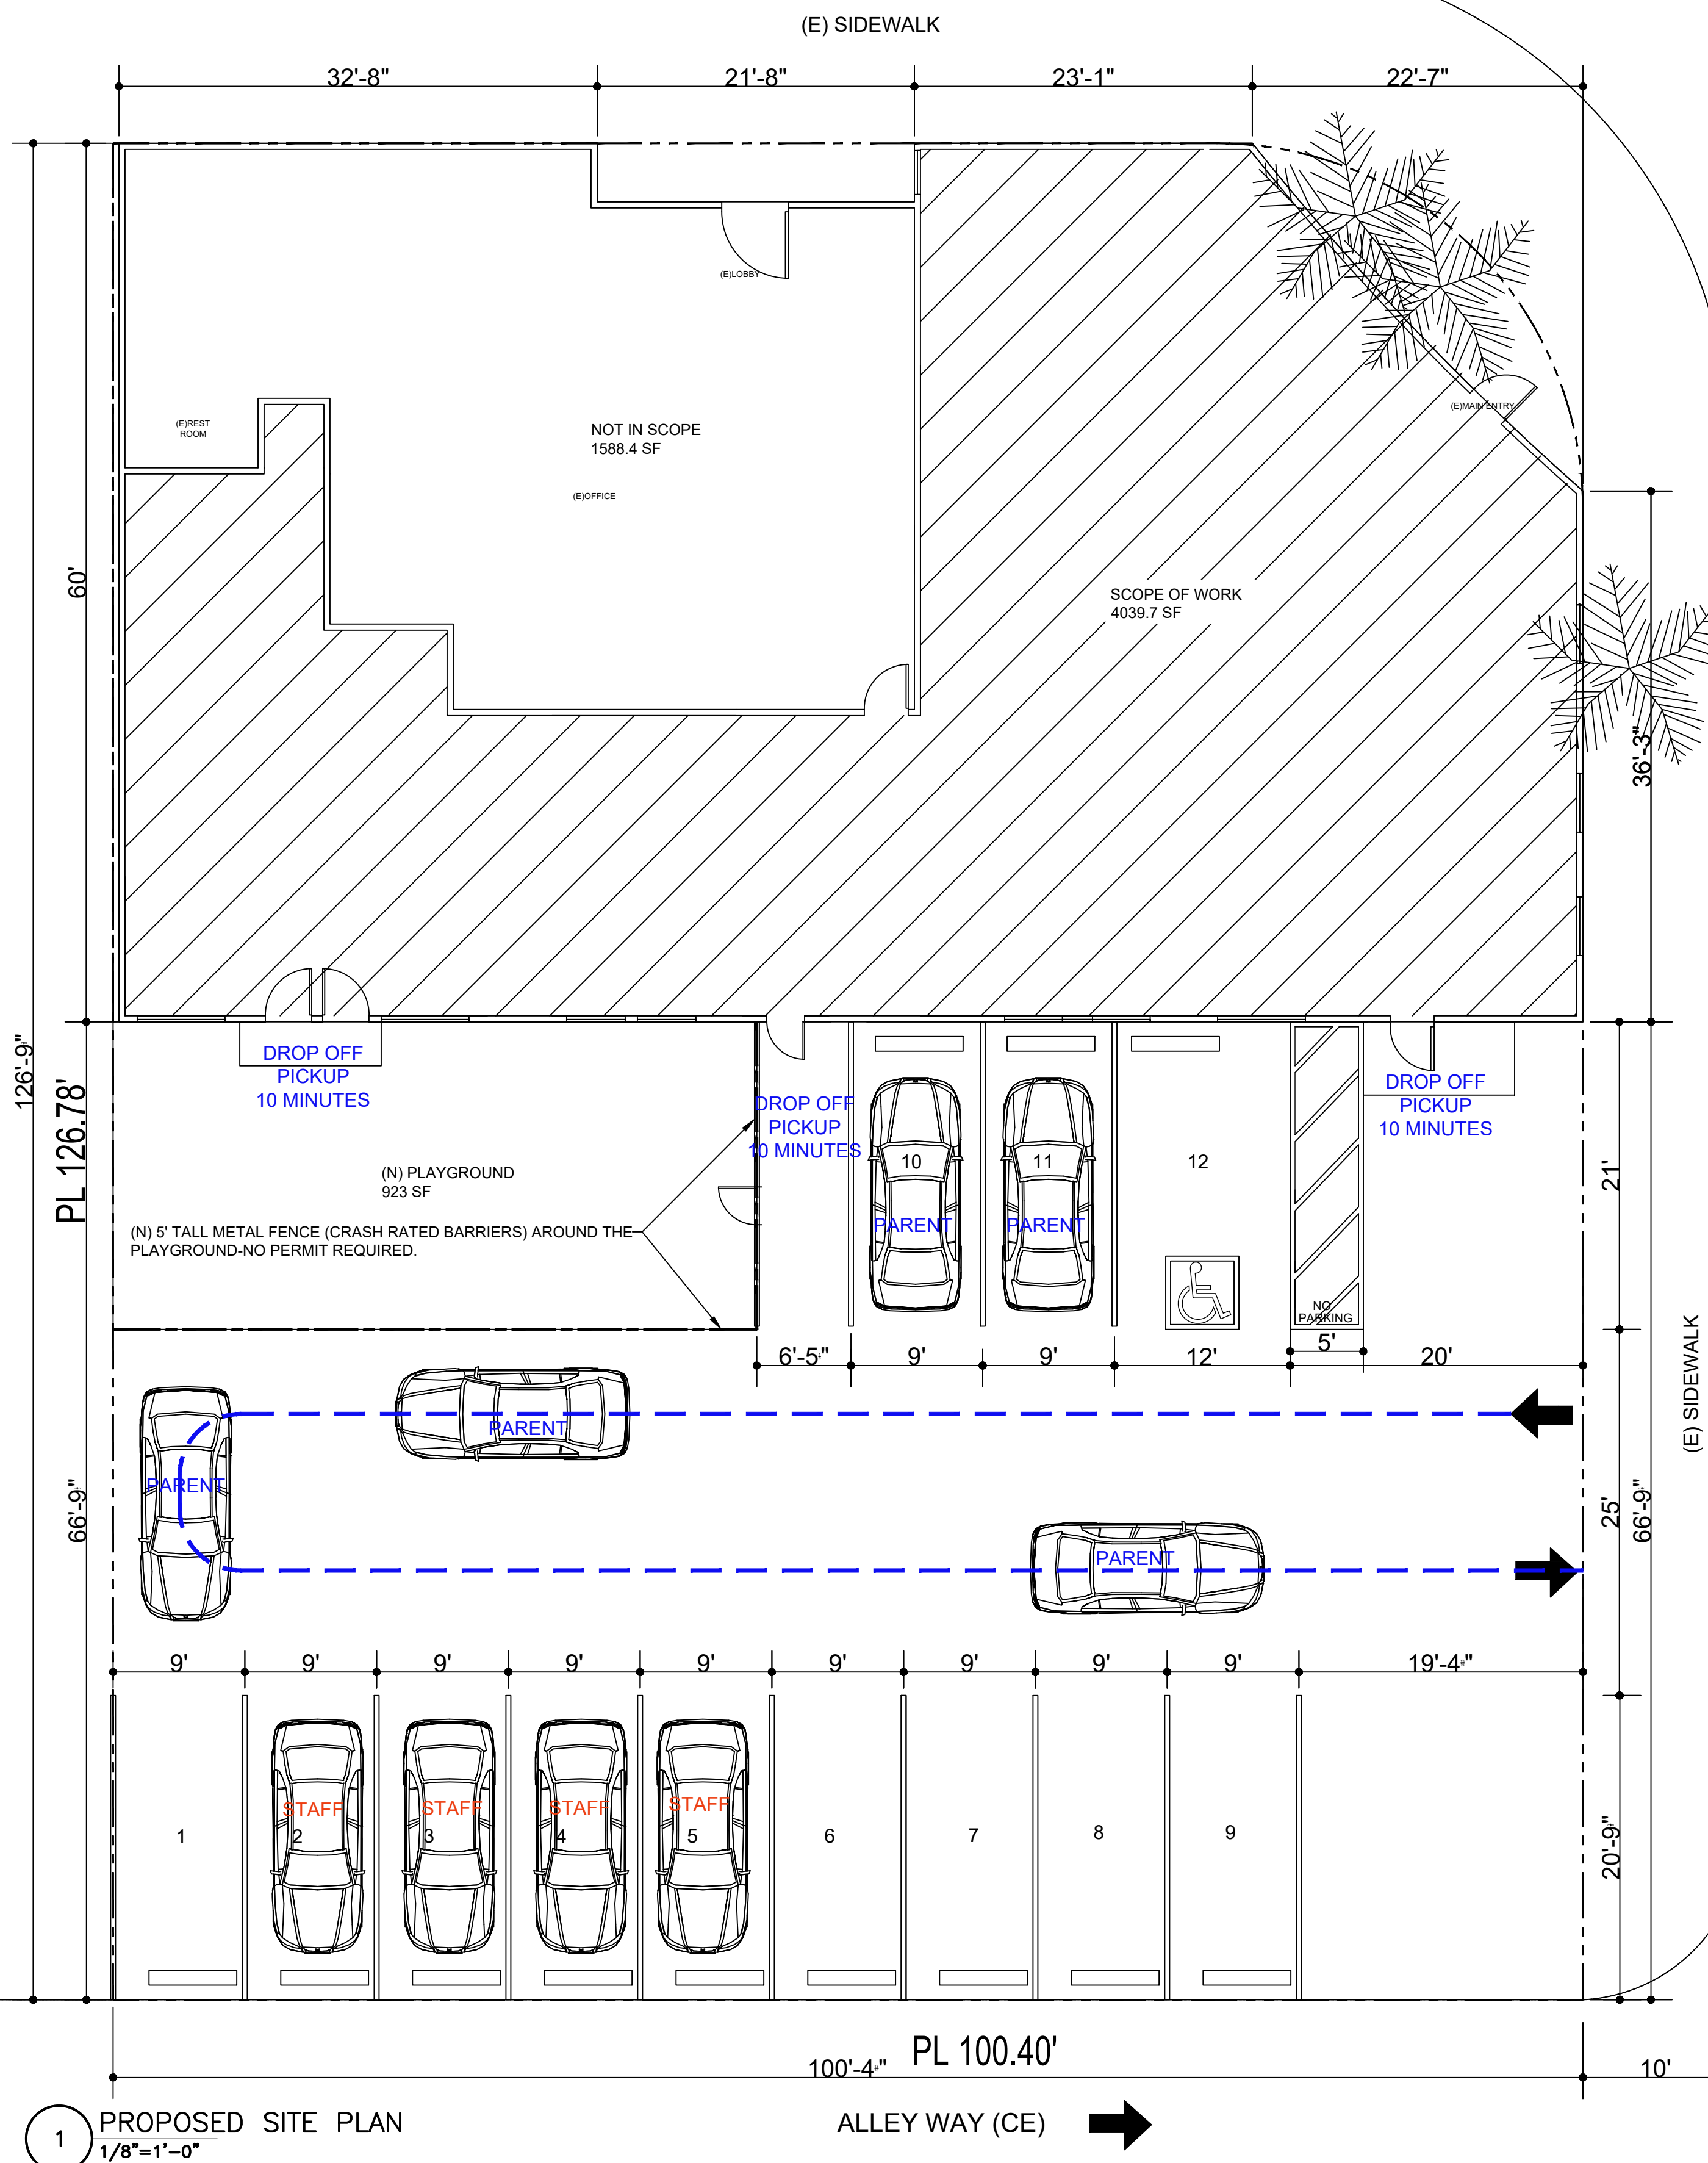 (E) SIDEWALK
32'-8"
21'-8"
23'-1"
22'-7"
(E)LOBBY
(E)MAIN ENTRY
(E)REST
ROOM
NOT IN SCOPE
1588.4 SF
(E)OFFICE
60'
SCOPE OF WORK
4039.7 SF
36'-3"
126'-9"
PL 126.78'
DROP OFF
PICKUP
10 MINUTES
DROP OFF
PICKUP
10 MINUTES
DROP OFF
PICKUP
10 MINUTES
10
11
12
(N) PLAYGROUND
923 SF
21'
PARENT
PARENT
(N) 5' TALL METAL FENCE (CRASH RATED BARRIERS) AROUND THE
PLAYGROUND-NO PERMIT REQUIRED.
NO
PARKING
6'-5"
9'
9'
12'
5'
20'
(E) SIDEWALK
PARENT
PARENT
PARENT
66'-9"
25'
66'-9"
9'
9'
9'
9'
9'
9'
9'
9'
9'
19'-4"
STAFF
STAFF
STAFF
STAFF
1
2
3
4
5
6
7
8
9
20'-9"
PL 100.40'
100'-4"
10'
1
PROPOSED SITE PLAN
1/8"=1'-0"
ALLEY WAY (CE)